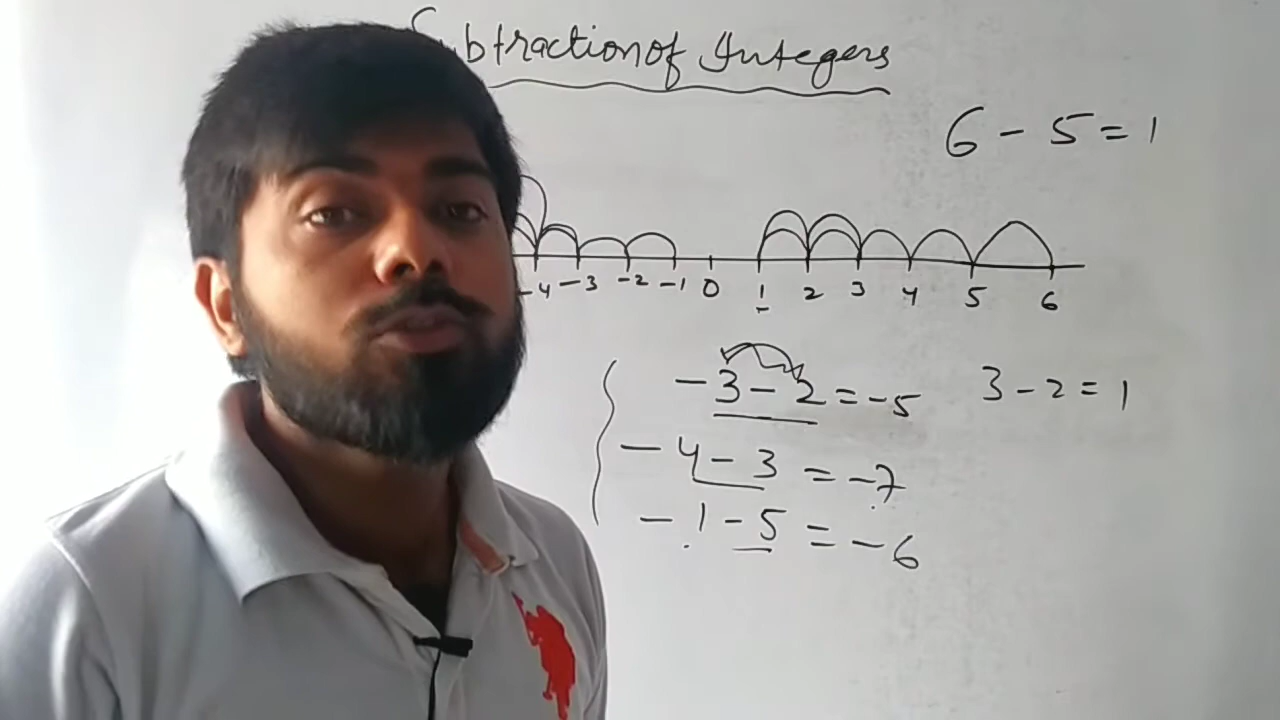 Subtraction of Integers
6 - 5 = 1
-4 -3 -2 -1 0 1 2 3 4 5 6
-3 - 2 = -5
3 - 2 = 1
-4 - 3 = -7
-1 - 5 = -6